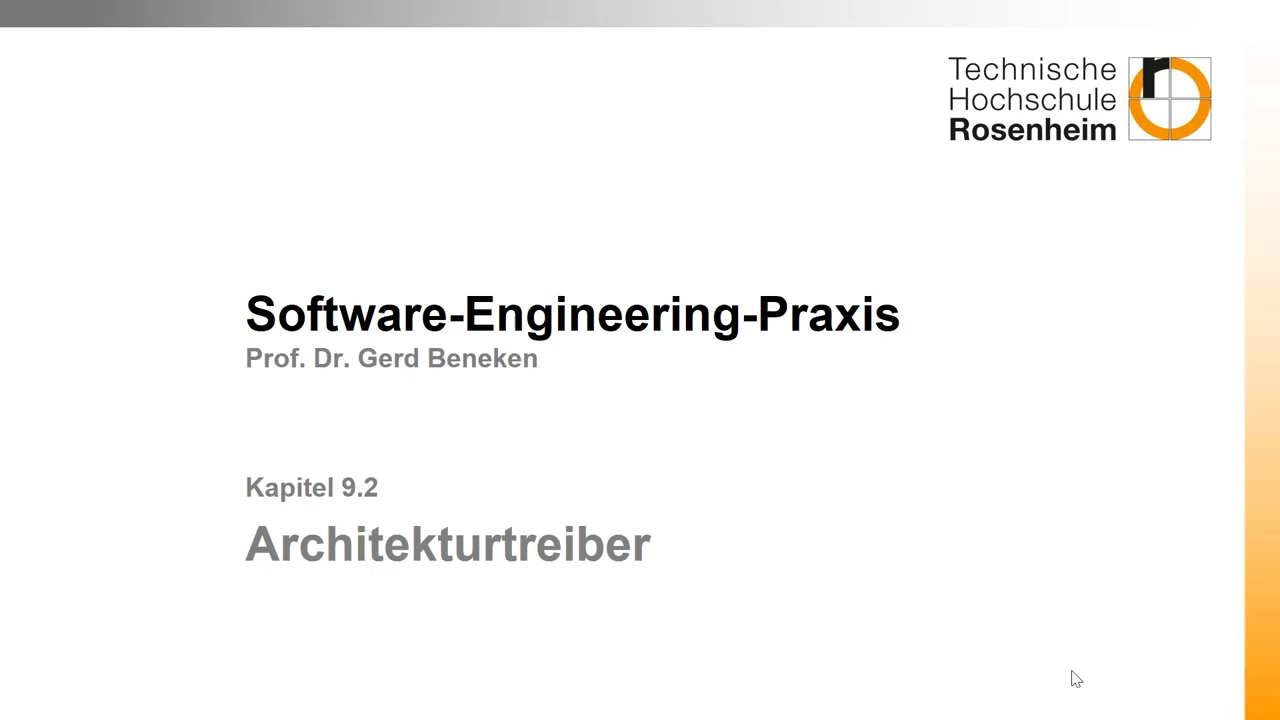 Technische
Hochschule
Rosenheim
Software-Engineering-Praxis
Prof. Dr. Gerd Beneken
Kapitel 9.2
Architekturtreiber